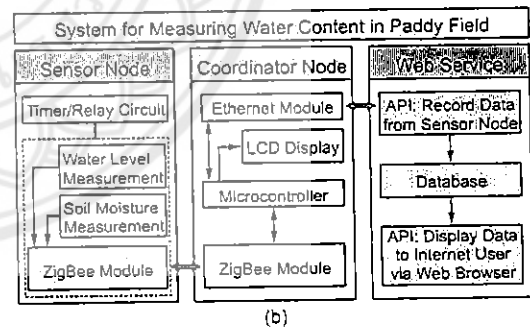 System for Measuring Water Content in Paddy Field
Sensor Node
Timer/Relay Circuit
Water Level
Measurement
Soil Moisture
Measurement
ZigBee Module
Coordinator Node
Ethernet Module
LCD Display
Microcontroller
ZigBee Module
Web Service
API: Record Data
from Sensor Node
Database
API: Display Data
to Internet User
via Web Browser
(b)